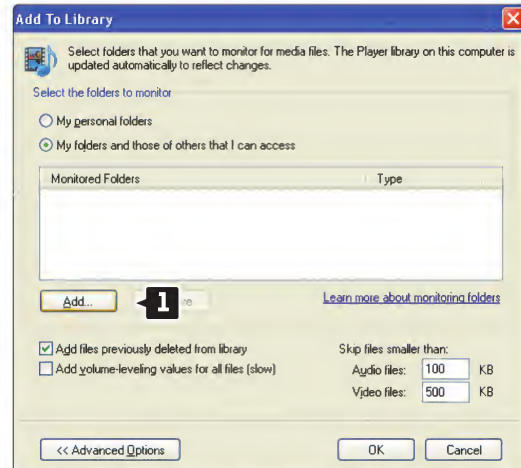 Add To Library
Select folders that you want to monitor for media files. The Player library on this computer is
updated automatically to reflect changes.
Select the folders to monitor
My personal folders
My folders and those of others that I can access
Monitored Folders Type
Add... 1 Learn more about monitoring folders
Add files previously deleted from library Skip files smaller than:
Add volume-leveling values for all files (slow) Audio files: 100 KB
Video files: 500 KB
<< Advanced Options OK Cancel